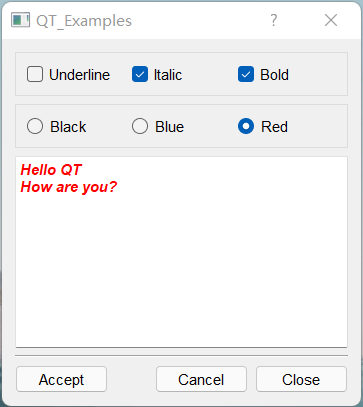 QT_Examples ?
Underline Italic Bold
Black Blue Red
Hello QT
How are you?
Accept Cancel Close